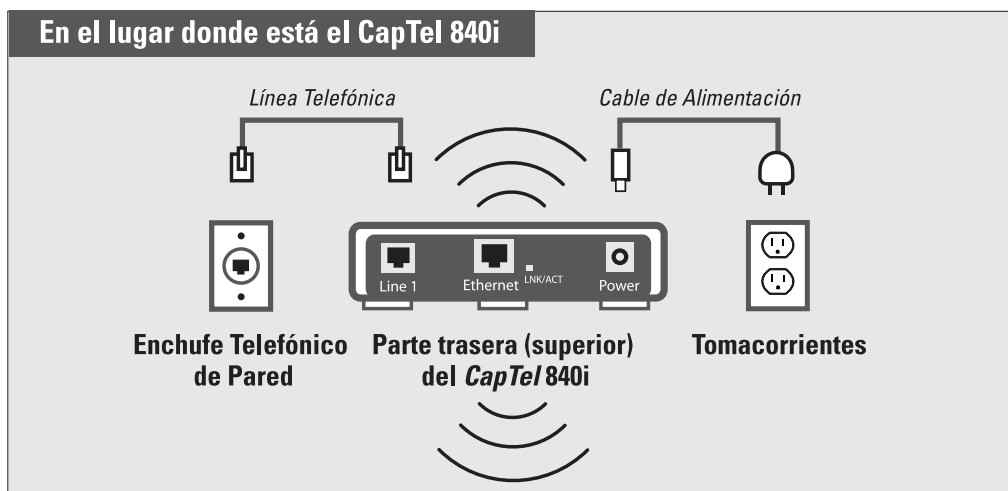 En el lugar donde está el CapTel 840i
Línea Telefónica
Cable de Alimentación
Line 1
Ethernet
LNK/ACT
Power
Enchufe Telefónico
de Pared
Parte trasera (superior)
del CapTel 840i
Tomacorrientes